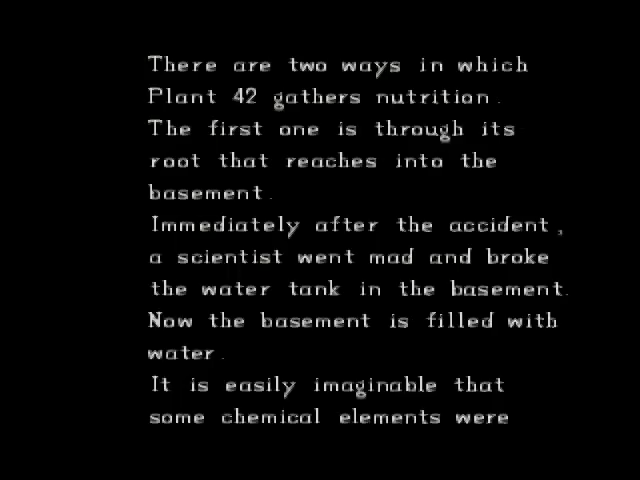 There are two ways in which
Plant 42 gathers nutrition.
The first one is through its
root that reaches into the
basement.
Immediately after the accident,
a scientist went mad and broke
the water tank in the basement.
Now the basement is filled with
water.
It is easily imaginable that
some chemical elements were